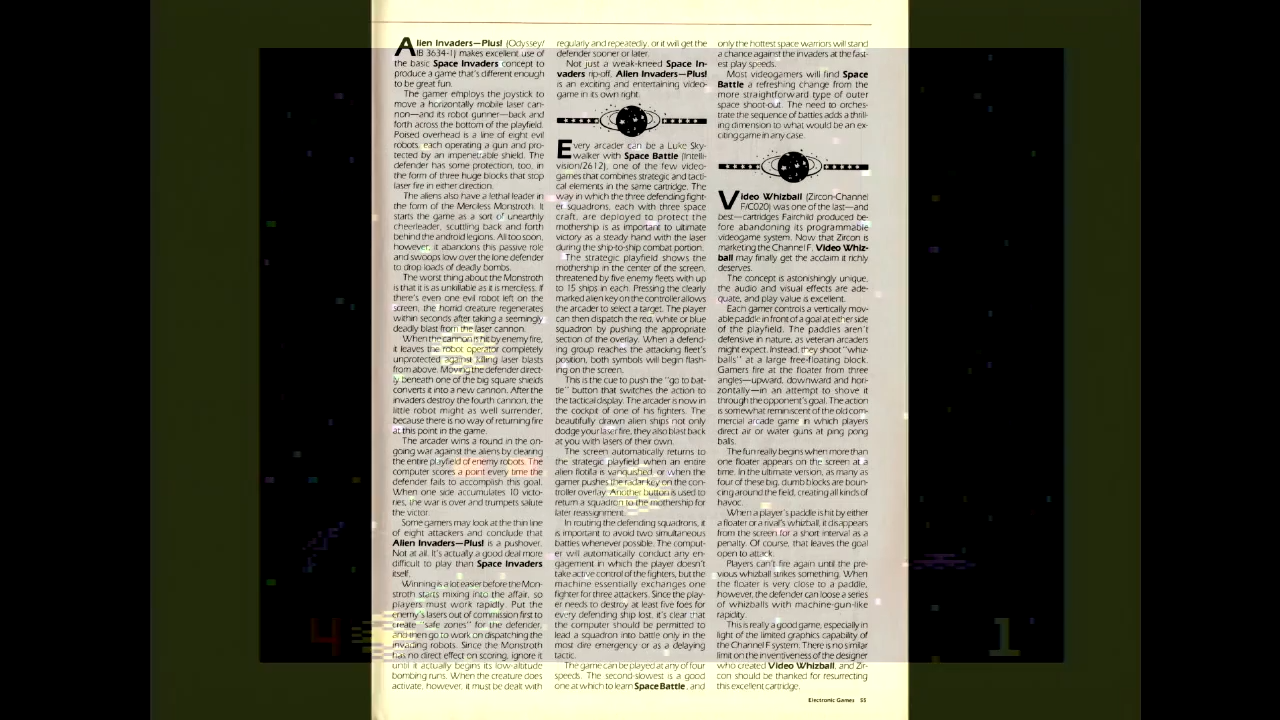 Alien Invaders—Plus! (Odyssey/
IB 3634-1) makes excellent use of
the basic Space Invaders concept to
produce a game that's different enough
to be great fun.
The gamer employs the joystick to
move a horizontally mobile laser can-
non—and its robot gunner—back and
forth across the bottom of the playfield.
Poised overhead is a line of eight evil
robots, each operating a gun and pro-
tected by an impenetrable shield. The
defender has some protection, too, in
the form of three huge blocks that stop
laser fire in either direction.
The aliens also have a lethal leader in
the form of the Merciless Monstroth. It
starts the game as a sort of unearthly
cheerleader, scuttling back and forth
behind the android legions. All too soon,
however, it abandons this passive role
and swoops low over the lone defender
to drop loads of deadly bombs.
The worst thing about the Monstroth
is that it is as unkillable as it is merciless. If
there's even one evil robot left on the
screen, the horrid creature regenerates
within seconds after taking a seemingly
deadly blast from the laser cannon.
When the cannon is hit by enemy fire,
it leaves the robot operator completely
unprotected against killing laser blasts
from above. Moving the defender direct-
ly beneath one of the big square shields
converts it into a new cannon. After the
invaders destroy the fourth cannon, the
little robot might as well surrender,
because there is no way of returning fire
at this point in the game.
The arcader wins a round in the on-
going war against the aliens by clearing
the entire playfield of enemy robots. The
computer scores a point every time the
defender fails to accomplish this goal.
When one side accumulates 10 victo-
ries, the war is over and trumpets salute
the victor.
Some gamers may look at the thin line
of eight attackers and conclude that
Alien Invaders—Plus! is a pushover.
Not at all. It's actually a good deal more
difficult to play than Space Invaders
itself.
Winning is a lot easier before the Mon-
stroth starts mixing into the affair, so
players must work rapidly. Put the
enemy's lasers out of commission first to
create "safe zones" for the defender,
and then go to work on dispatching the
invading robots. Since the Monstroth
has no direct effect on scoring, ignore it
until it actually begins its low-altitude
bombing runs. When the creature does
activate, however, it must be dealt with
regularly and repeatedly, or it will get the
defender sooner or later.
Not just a weak-kneed Space In-
vaders rip-off, Alien Invaders—Plus!
is an exciting and entertaining video-
game in its own right.
Every arcader can be a Luke Sky-
walker with Space Battle (Intelli-
vision/2612), one of the few video-
games that combines strategic and tacti-
cal elements in the same cartridge. The
way in which the three defending fight-
er squadrons, each with three space
craft, are deployed to protect the
mothership is as important to ultimate
victory as a steady hand with the laser
during the ship-to-ship combat portion.
The strategic playfield shows the
mothership in the center of the screen,
threatened by five enemy fleets with up
to 15 ships in each. Pressing the clearly
marked alien key on the controller allows
the arcader to select a target. The player
can then dispatch the red, white or blue
squadron by pushing the appropriate
section of the overlay. When a defend-
ing group reaches the attacking fleet's
position, both symbols will begin flash-
ing on the screen.
This is the cue to push the "go to bat-
tle" button that switches the action to
the tactical display. The arcader is now in
the cockpit of one of his fighters. The
beautifully drawn alien ships not only
dodge your laser fire, they also blast back
at you with lasers of their own.
The screen automatically returns to
the strategic playfield when an entire
alien flotilla is vanquished, or when the
gamer pushes the radar key on the con-
troller overlay. Another button is used to
return a squadron to the mothership for
later reassignment.
In routing the defending squadrons, it
is important to avoid two simultaneous
battles whenever possible. The comput-
er will automatically conduct any en-
gagement in which the player doesn't
take active control of the fighters, but the
machine essentially exchanges one
fighter for three attackers. Since the play-
er needs to destroy at least five foes for
every defending ship lost, it's clear that
the computer should be permitted to
lead a squadron into battle only in the
most dire emergency or as a delaying
tactic.
The game can be played at any of four
speeds. The second-slowest is a good
one at which to learn Space Battle, and
only the hottest space warriors will stand
a chance against the invaders at the fast-
est play speeds.
Most videogamers will find Space
Battle a refreshing change from the
more straightforward type of outer
space shoot-out. The need to orches-
trate the sequence of battles adds a thrill-
ing dimension to what would be an ex-
citing game in any case.
Video Whizball (Zircon-Channel
F/C020) was one of the last—and
best—cartridges Fairchild produced be-
fore abandoning its programmable
videogame system. Now that Zircon is
marketing the Channel F, Video Whiz-
ball may finally get the acclaim it richly
deserves.
The concept is astonishingly unique,
the audio and visual effects are ade-
quate, and play value is excellent.
Each gamer controls a vertically mov-
able paddle in front of a goal at either side
of the playfield. The paddles aren't
defensive in nature, as veteran arcaders
might expect. Instead, they shoot "whiz-
balls" at a large free-floating block.
Gamers fire at the floater from three
angles—upward, downward and hori-
zontally—in an attempt to shove it
through the opponent's goal. The action
is somewhat reminiscent of the old com-
mercial arcade game in which players
direct air or water guns at ping pong
balls.
The fun really begins when more than
one floater appears on the screen at a
time. In the ultimate version, as many as
four of these big, dumb blocks are boun-
cing around the field, creating all kinds of
havoc.
When a player's paddle is hit by either
a floater or a rival's whizball, it disappears
from the screen for a short interval as a
penalty. Of course, that leaves the goal
open to attack.
Players can't fire again until the pre-
vious whizball strikes something. When
the floater is very close to a paddle,
however, the defender can loose a series
of whizballs with machine-gun-like
rapidity.
This is really a good game, especially in
light of the limited graphics capability of
the Channel F system. There is no similar
limit on the inventiveness of the designer
who created Video Whizball, and Zir-
con should be thanked for resurrecting
this excellent cartridge.
Electronic Games 55
4
1